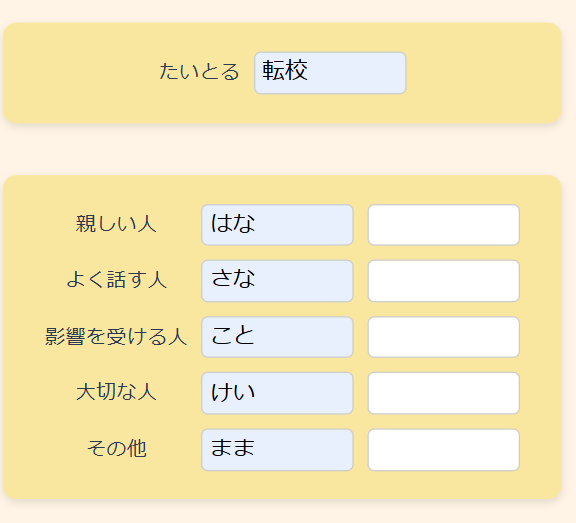 たいとる 転校
親しい人 はな
よく話す人 さな
影響を受ける人 こと
大切な人 けい
その他 まま